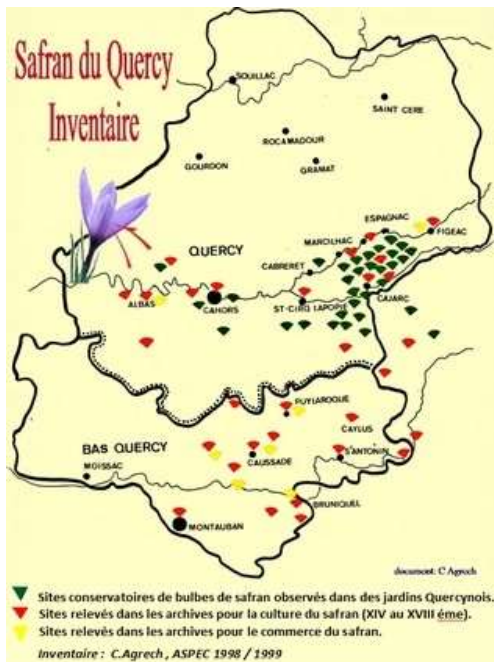 Safran du Quercy
Inventaire
SOUILLAC
SAINT CERE
ROCAMADOUR
GOURDON
GRAMAT
ESPAGNAC
FIGEAC
MARCILHAC
QUERCY
CABRERET
ALBAS
CAHORS
ST-CIRQ LAPOPIE
CAJARC
PUYLAROQUE
CAYLUS
BAS QUERCY
MOISSAC
CAUSSADE
S'ANTONIN
BRUNIQUEL
MONTAUBAN
document: C Agrech
Sites conservatoires de bulbes de safran observés dans des jardins Quercynois.
Sites relevés dans les archives pour la culture du safran (XIV au XVIII éme).
Sites relevés dans les archives pour le commerce du safran.
Inventaire : C.Agrech , ASPEC 1998 / 1999